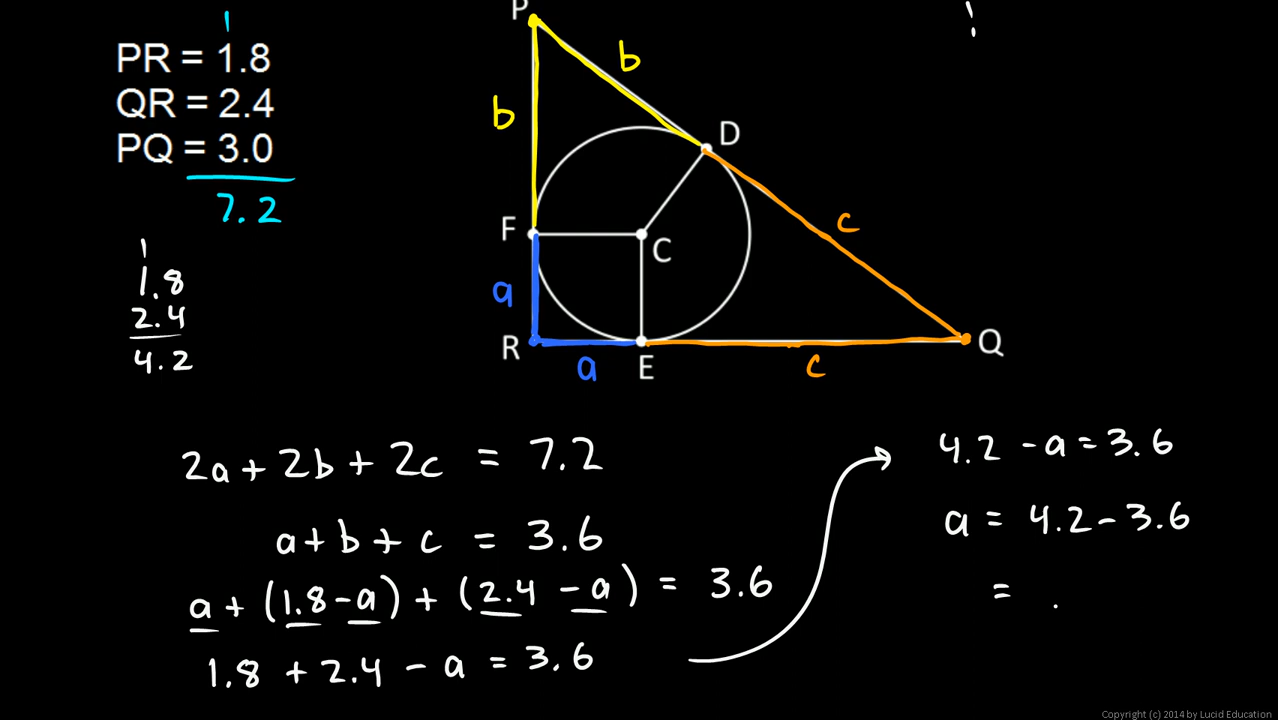 1
PR = 1.8
QR = 2.4
PQ = 3.0
7.2
1
1.8
2.4
4.2
P
b
b
D
c
F
C
a
R
Q
a
E
c
2a + 2b + 2c = 7.2
a + b + c = 3.6
a + (1.8 - a) + (2.4 - a) = 3.6
1.8 + 2.4 - a = 3.6
4.2 - a = 3.6
a = 4.2 - 3.6
= .
Copyright (c) 2014 by Lucid Education